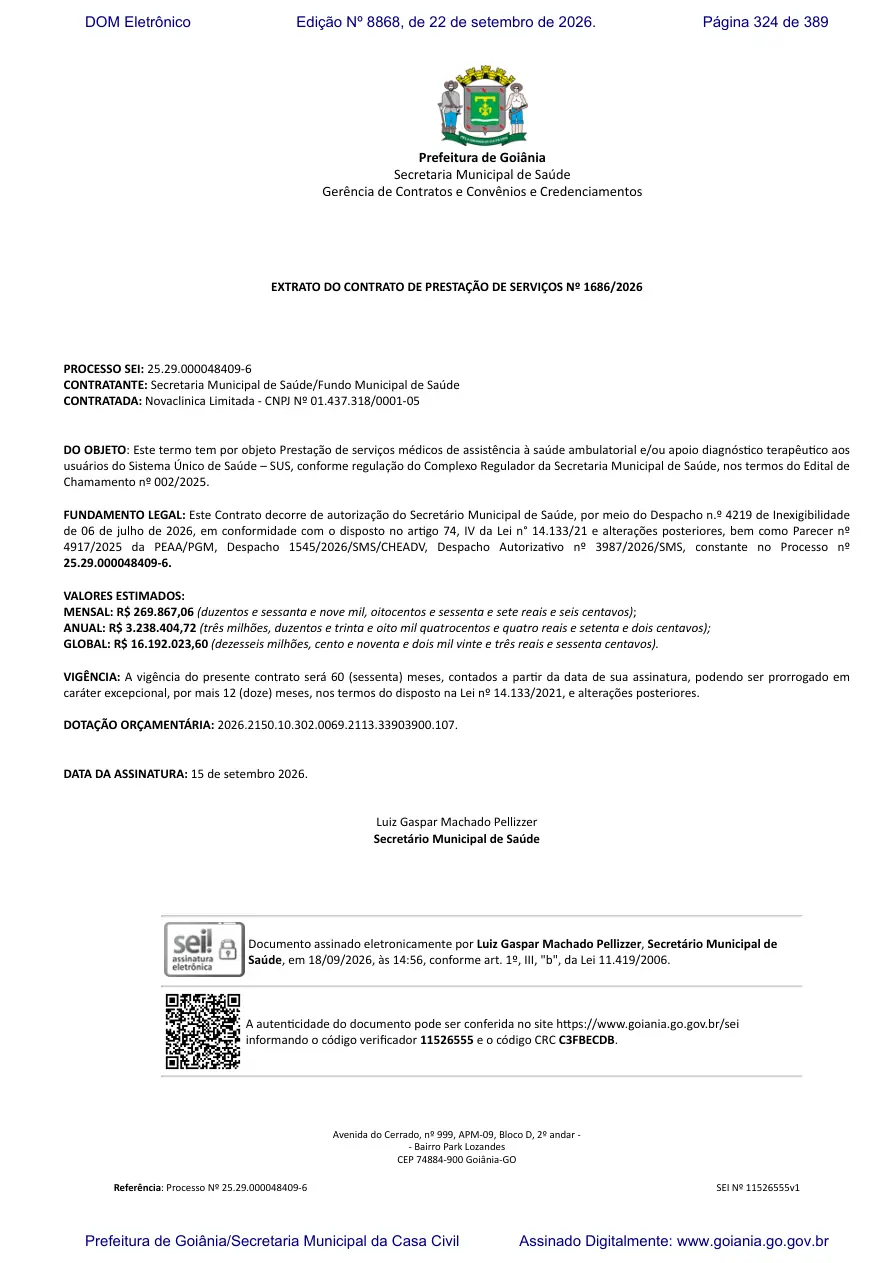 DOM Eletrônico Edição Nº 8868, de 22 de setembro de 2026. Página 324 de 389
Prefeitura de Goiânia
Secretaria Municipal de Saúde
Gerência de Contratos e Convênios e Credenciamentos
EXTRATO DO CONTRATO DE PRESTAÇÃO DE SERVIÇOS Nº 1686/2026
PROCESSO SEI: 25.29.000048409-6
CONTRATANTE: Secretaria Municipal de Saúde/Fundo Municipal de Saúde
CONTRATADA: Novaclinica Limitada - CNPJ Nº 01.437.318/0001-05
DO OBJETO: Este termo tem por objeto Prestação de serviços médicos de assistência à saúde ambulatorial e/ou apoio diagnóstico terapêutico aos
usuários do Sistema Único de Saúde – SUS, conforme regulação do Complexo Regulador da Secretaria Municipal de Saúde, nos termos do Edital de
Chamamento nº 002/2025.
FUNDAMENTO LEGAL: Este Contrato decorre de autorização do Secretário Municipal de Saúde, por meio do Despacho n.º 4219 de Inexigibilidade
de 06 de julho de 2026, em conformidade com o disposto no artigo 74, IV da Lei n° 14.133/21 e alterações posteriores, bem como Parecer nº
4917/2025 da PEAA/PGM, Despacho 1545/2026/SMS/CHEADV, Despacho Autorizativo nº 3987/2026/SMS, constante no Processo nº
25.29.000048409-6.
VALORES ESTIMADOS:
MENSAL: R$ 269.867,06 (duzentos e sessanta e nove mil, oitocentos e sessenta e sete reais e seis centavos);
ANUAL: R$ 3.238.404,72 (três milhões, duzentos e trinta e oito mil quatrocentos e quatro reais e setenta e dois centavos);
GLOBAL: R$ 16.192.023,60 (dezesseis milhões, cento e noventa e dois mil vinte e três reais e sessenta centavos).
VIGÊNCIA: A vigência do presente contrato será 60 (sessenta) meses, contados a partir da data de sua assinatura, podendo ser prorrogado em
caráter excepcional, por mais 12 (doze) meses, nos termos do disposto na Lei nº 14.133/2021, e alterações posteriores.
DOTAÇÃO ORÇAMENTÁRIA: 2026.2150.10.302.0069.2113.33903900.107.
DATA DA ASSINATURA: 15 de setembro 2026.
Luiz Gaspar Machado Pellizzer
Secretário Municipal de Saúde
sei!
assinatura
eletrônica
Documento assinado eletronicamente por Luiz Gaspar Machado Pellizzer, Secretário Municipal de
Saúde, em 18/09/2026, às 14:56, conforme art. 1º, III, "b", da Lei 11.419/2006.
A autenticidade do documento pode ser conferida no site https://www.goiania.go.gov.br/sei
informando o código verificador 11526555 e o código CRC C3FBECDB.
Avenida do Cerrado, nº 999, APM-09, Bloco D, 2º andar -
- Bairro Park Lozandes
CEP 74884-900 Goiânia-GO
Referência: Processo Nº 25.29.000048409-6 SEI Nº 11526555v1
Prefeitura de Goiânia/Secretaria Municipal da Casa Civil Assinado Digitalmente: www.goiania.go.gov.br